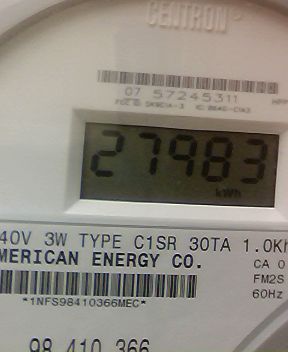 CENTRON
07 57245311
27983
kWh
40V 3W TYPE C1SR 30TA 1.0Kh
MERICAN ENERGY CO.
CA 0
FM2S
60Hz
*1NFS98410366MEC*
98 410 366